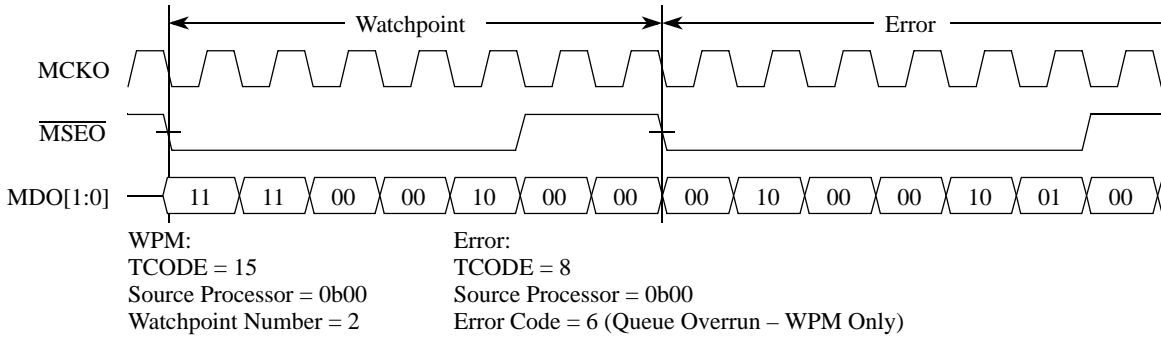 Watchpoint Error
MCKO
MSEO
MDO[1:0] 11 11 00 00 10 00 00 00 10 00 00 10 01 00
WPM:
TCODE = 15
Source Processor = 0b00
Watchpoint Number = 2
Error:
TCODE = 8
Source Processor = 0b00
Error Code = 6 (Queue Overrun – WPM Only)